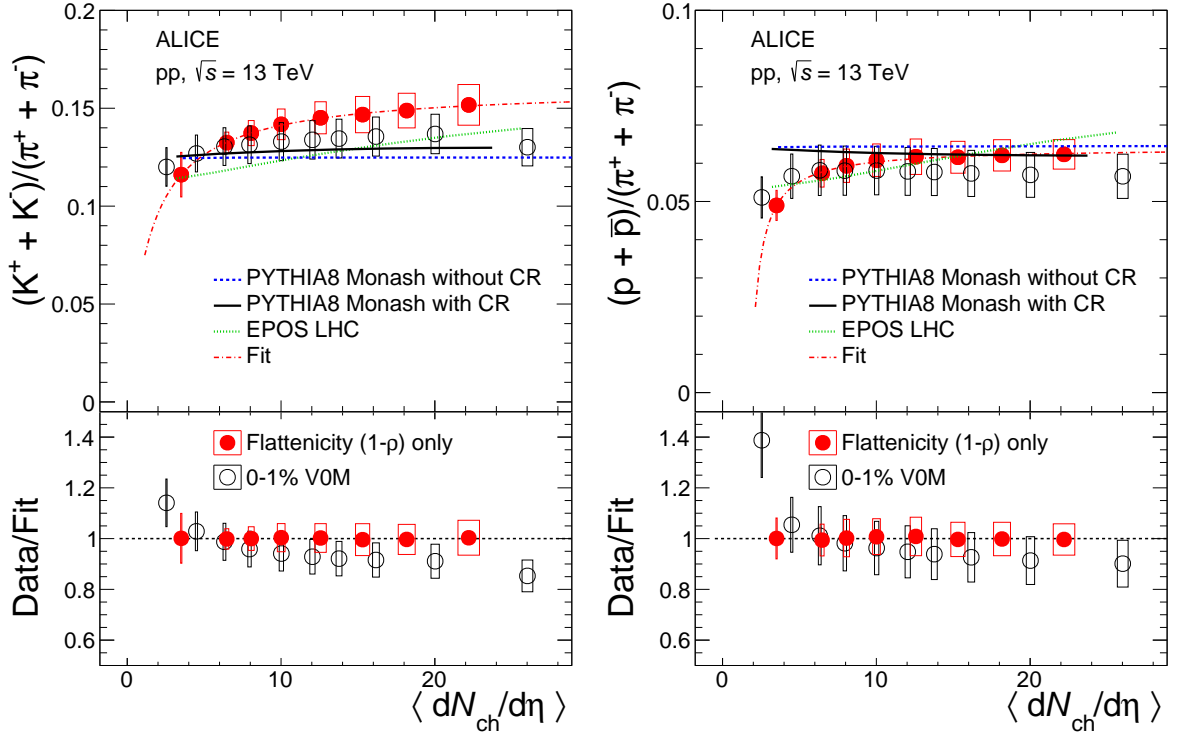 (K⁺ + K⁻)/(π⁺ + π⁻)
0.2
0.15
0.1
0.05
0
ALICE
pp, √s = 13 TeV
PYTHIA8 Monash without CR
PYTHIA8 Monash with CR
EPOS LHC
Fit
Data/Fit
1.4
1.2
1
0.8
0.6
Flattenicity (1-ρ) only
0-1% V0M
0
10
20
⟨ dN_ch/dη ⟩
(p + p̅)/(π⁺ + π⁻)
0.1
0.05
0
ALICE
pp, √s = 13 TeV
PYTHIA8 Monash without CR
PYTHIA8 Monash with CR
EPOS LHC
Fit
Data/Fit
1.4
1.2
1
0.8
0.6
Flattenicity (1-ρ) only
0-1% V0M
0
10
20
⟨ dN_ch/dη ⟩